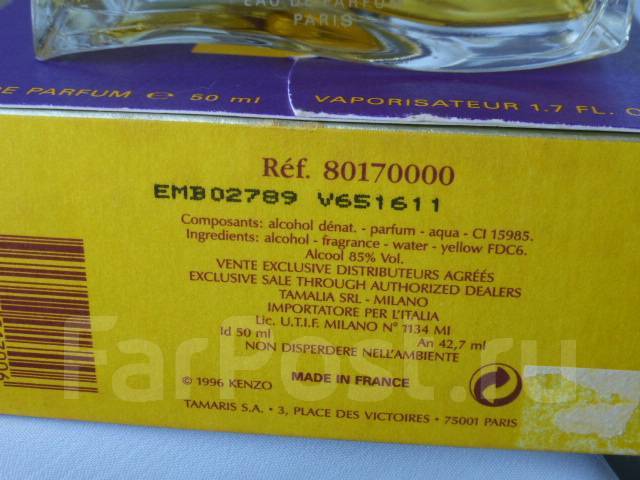 EAU DE PARFUM
PARIS
DE PARFUM e 50 ml VAPORISATEUR 1.7 FL.
Réf. 80170000
EMB02789 V651611
Composants: alcohol dénat. - parfum - aqua - CI 15985.
Ingredients: alcohol - fragrance - water - yellow FDC6.
Alcool 85% Vol.
VENTE EXCLUSIVE DISTRIBUTEURS AGRÉÉS
EXCLUSIVE SALE THROUGH AUTHORIZED DEALERS
TAMALIA SRL - MILANO
IMPORTATORE PER L'ITALIA
Lic. U.T.I.F. MILANO N° 1134 MI
Id 50 ml An 42,7 ml
NON DISPERDERE NELL'AMBIENTE
© 1996 KENZO MADE IN FRANCE
TAMARIS S.A. • 3, PLACE DES VICTOIRES • 75001 PARIS
FarPost.ru